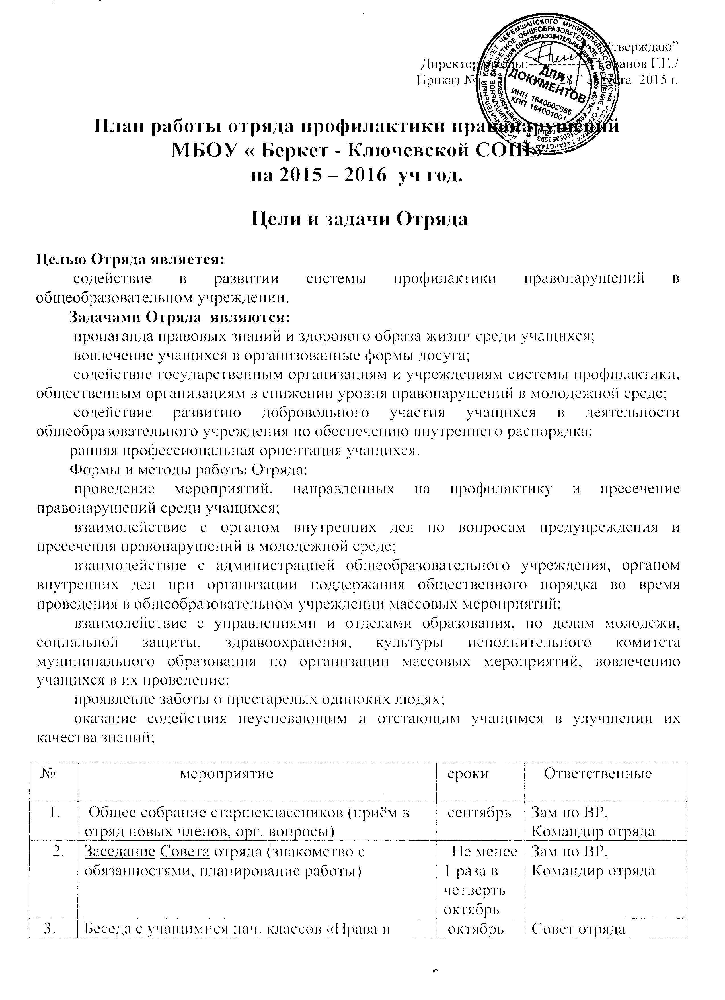 Утверждаю”
Директор школы: /
Г.Г../
Приказ № 28 ” августа 2015 г.
ДЛЯ
ДОКУМЕНТОВ
ИНН 1640002086
КПП 164001001
План работы отряда профилактики правонарушений
МБОУ « Беркет - Ключевской СОШ»
на 2015 – 2016 уч год.
Цели и задачи Отряда
Целью Отряда является:
содействие в развитии системы профилактики правонарушений в
общеобразовательном учреждении.
Задачами Отряда являются:
пропаганда правовых знаний и здорового образа жизни среди учащихся;
вовлечение учащихся в организованные формы досуга;
содействие государственным организациям и учреждениям системы профилактики,
общественным организациям в снижении уровня правонарушений в молодежной среде;
содействие развитию добровольного участия учащихся в деятельности
общеобразовательного учреждения по обеспечению внутреннего распорядка;
ранняя профессиональная ориентация учащихся.
Формы и методы работы Отряда:
проведение мероприятий, направленных на профилактику и пресечение
правонарушений среди учащихся;
взаимодействие с органом внутренних дел по вопросам предупреждения и
пресечения правонарушений в молодежной среде;
взаимодействие с администрацией общеобразовательного учреждения, органом
внутренних дел при организации поддержания общественного порядка во время
проведения в общеобразовательном учреждении массовых мероприятий;
взаимодействие с управлениями и отделами образования, по делам молодежи,
социальной защиты, здравоохранения, культуры исполнительного комитета
муниципального образования по организации массовых мероприятий, вовлечению
учащихся в их проведение;
проявление заботы о престарелых одиноких людях;
оказание содействия неуспевающим и отстающим учащимся в улучшении их
качества знаний;
№ мероприятие сроки Ответственные
1. Общее собрание старшеклассников (приём в сентябрь Зам по ВР,
отряд новых членов, орг. вопросы) Командир отряда
2. Заседание Совета отряда (знакомство с Не менее Зам по ВР,
обязанностями, планирование работы) 1 раза в Командир отряда
четверть
октябрь
3. Беседа с учащимися нач. классов «Права и октябрь Совет отряда